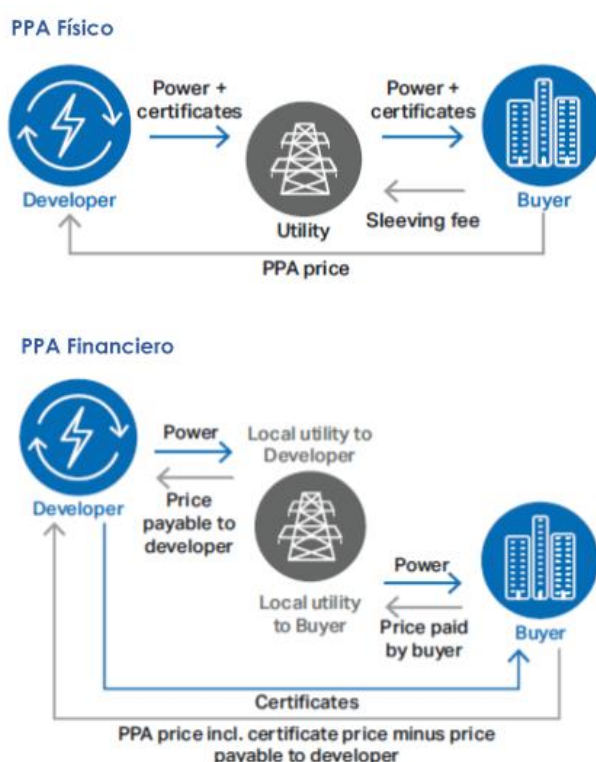 PPA Físico
Power +
certificates
Power +
certificates
Developer
Utility
Sleeving fee
Buyer
PPA price
PPA Financiero
Power
Local utility to
Developer
Developer
Price
payable to
developer
Power
Local utility
to Buyer
Price paid
by buyer
Buyer
Certificates
PPA price incl. certificate price minus price
payable to developer